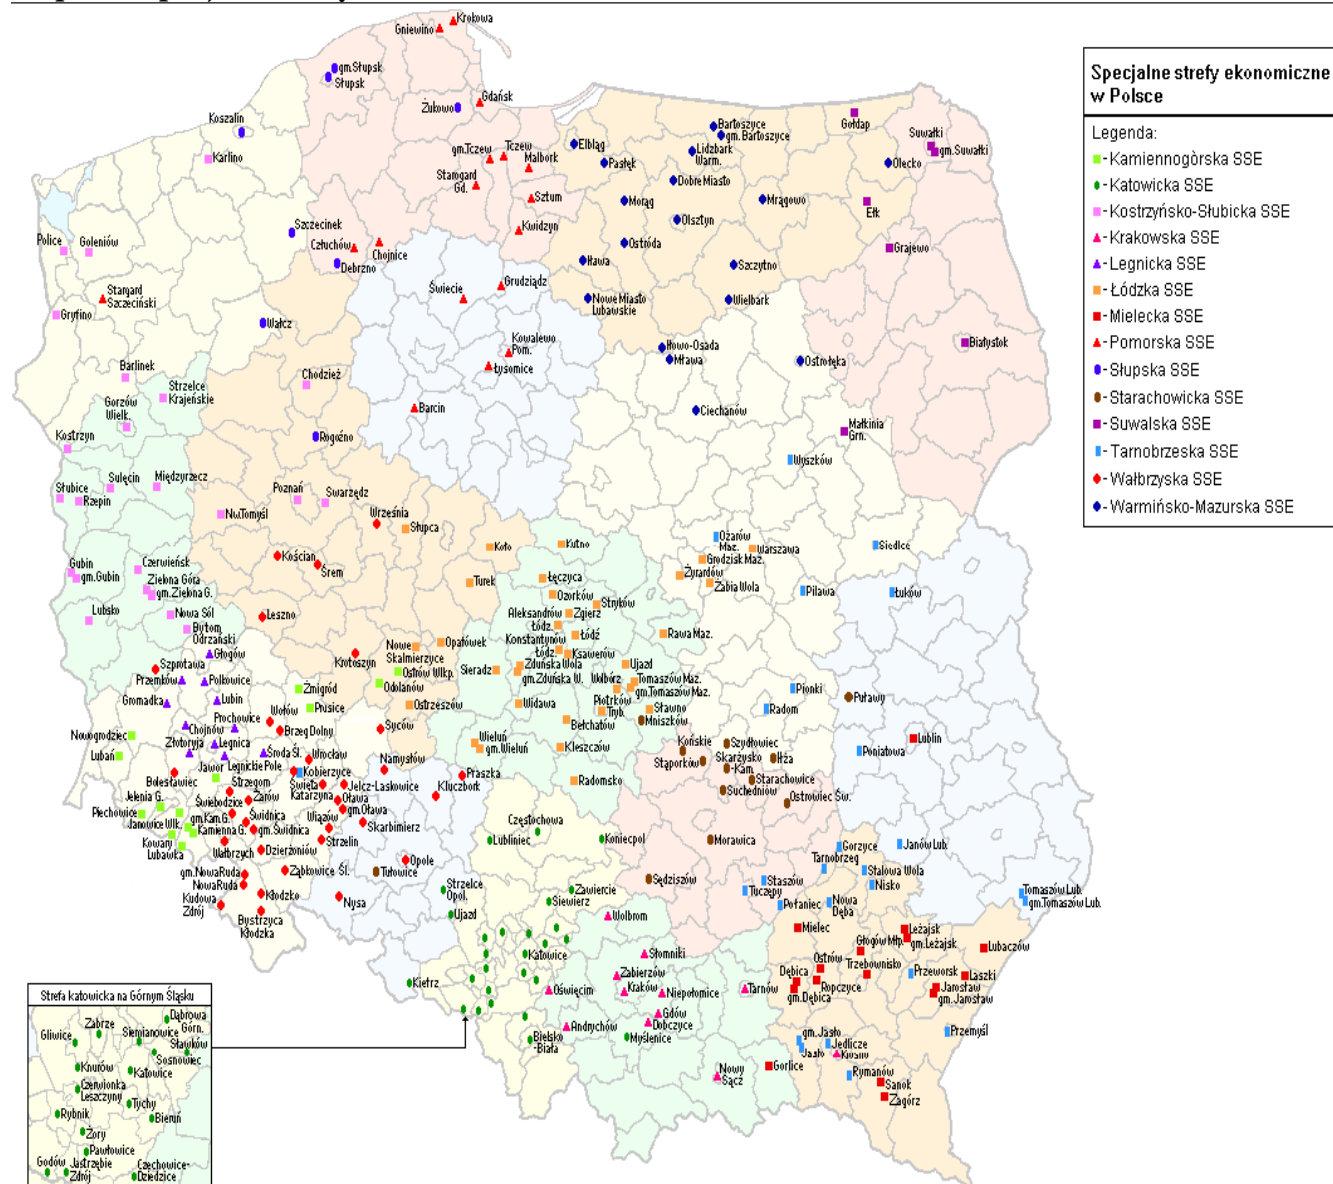 Krokowa
Gniewino
gm.Słupsk
Słupsk
Żukowo
Gdańsk
Koszalin
Karlino
gm.Tczew
Tczew
Malbork
Starogard
Gd.
Sztum
Kwidzyn
Szczecinek
Człuchów
Chojnice
Debrzno
Police
Goleniów
Stargard
Szczeciński
Gryfino
Wałcz
Elbląg
Pasłęk
Bartoszyce
gm.Bartoszyce
Lidzbark
Warm.
Dobre Miasto
Morąg
Olsztyn
Mrągowo
Ostróda
Iława
Szczytno
Nowe Miasto
Lubawskie
Wielbark
Gołdap
Suwałki
gm.Suwałki
Olecko
Ełk
Grajewo
Białystok
Świecie
Grudziądz
Kowalewo
Pom.
Łysomice
Barcin
Nowo-Osada
Mława
Ostrołęka
Ciechanów
Małkinia
Grn.
Wyszków
Barlinek
Strzelce
Krajeńskie
Gorzów
Wielk.
Kostrzyn
Chodzież
Rogoźno
Słubice
Rzepin
Sulęcin
Międzyrzecz
Nw.Tomyśl
Poznań
Swarzędz
Września
Słupca
Koło
Kutno
Kościan
Śrem
Turek
Gubin
gm.Gubin
Czerwieńsk
Zielona Góra
gm.Zielona G.
Lubsko
Nowa Sól
Bytom
Odrzański
Leszno
Głogów
Szprotawa
Przemków
Polkowice
Gromadka
Lubin
Krotoszyn
Nowe
Skalmierzyce
Opatówek
Ostrów Wlkp.
Odolanów
Ostrzeszów
Żmigród
Prusice
Łęczyca
Ozorków
Stryków
Aleksandrów
Łódz.
Zgierz
Konstantynów
Łódz.
Łódź
Ksawerów
Sieradz
Zduńska Wola
gm.Zduńska W.
Wolbórz
Ujazd
Tomaszów Maz.
gm.Tomaszów Maz.
Widawa
Piotrków
Tryb.
Sławno
Mniszków
Bełchatów
Wieluń
gm.Wieluń
Kleszczów
Radomsko
Rawa Maz.
Ożarów
Maz.
Warszawa
Grodzisk Maz.
Żyrardów
Żabia Wola
Siedlce
Pilawa
Łuków
Pionki
Radom
Puławy
Poniatowa
Lublin
Końskie
Stąporków
Szydłowiec
Skarżysko
-Kam.
Iłża
Starachowice
Suchedniów
Ostrowiec Św.
Morawica
Sędziszów
Staszów
Tuczępy
Połaniec
Nowogrodziec
Lubań
Chojnów
Prochowice
Złotoryja
Legnica
Legnickie Pole
Środa Śl.
Wołów
Brzeg Dolny
Wrocław
Kobierzyce
Syców
Namysłów
Bolesławiec
Jawor
Strzegom
Święta
Katarzyna
Jelcz-Laskowice
Oława
gm.Oława
Praszka
Kluczbork
Jelenia G.
Piechowice
Janowice Wlk.
Świebodzice
Żarów
gm.Kam.G.
Kamienna G.
Świdnica
gm.Świdnica
Kowary
Lubawka
Wałbrzych
Dzierżoniów
Wiązów
Strzelin
Skarbimierz
gm.NowaRuda
NowaRuda
Ząbkowice Śl.
Kudowa
Zdrój
Kłodzko
Bystrzyca
Kłodzka
Tułowice
Opole
Nysa
Strzelce
Opol.
Ujazd
Kietrz
Częstochowa
Lubliniec
Koniecpol
Zawiercie
Siewierz
Katowice
Bielsko
-Biała
Wolbrom
Słomniki
Zabierzów
Kraków
Oświęcim
Niepołomice
Tarnów
Gdów
Dobczyce
Andrychów
Myślenice
Nowy
Sącz
Gorlice
Gorzyce
Tarnobrzeg
Janów Lub.
Stalowa Wola
Nisko
Nowa
Dęba
Tomaszów Lub.
gm.Tomaszów Lub.
Mielec
Leżajsk
gm.Leżajsk
Głogów Młp.
Lubaczów
Ostrów
Trzebownisko
Dębica
Ropczyce
gm.Dębica
Przeworsk
Laszki
Jarosław
gm.Jarosław
Przemyśl
gm.Jasło
Jasło
Jedlicze
Krosno
Rymanów
Sanok
Zagórz
Strefa katowicka na Górnym Śląsku
Dąbrowa
Górn.
Zabrze
Siemianowice
Gliwice
Sławków
Sosnowiec
Knurów
Katowice
Czerwionka
Leszczyny
Tychy
Rybnik
Bieruń
Żory
Pawłowice
Godów
Jastrzębie
Zdrój
Czechowice-
Dziedzice
Specjalne strefy ekonomiczne
w Polsce
Legenda:
- Kamiennogòrska SSE
- Katowicka SSE
- Kostrzyńsko-Słubicka SSE
- Krakowska SSE
- Legnicka SSE
- Łódzka SSE
- Mielecka SSE
- Pomorska SSE
- Słupska SSE
- Starachowicka SSE
- Suwalska SSE
- Tarnobrzeska SSE
- Wałbrzyska SSE
- Warmińsko-Mazurska SSE